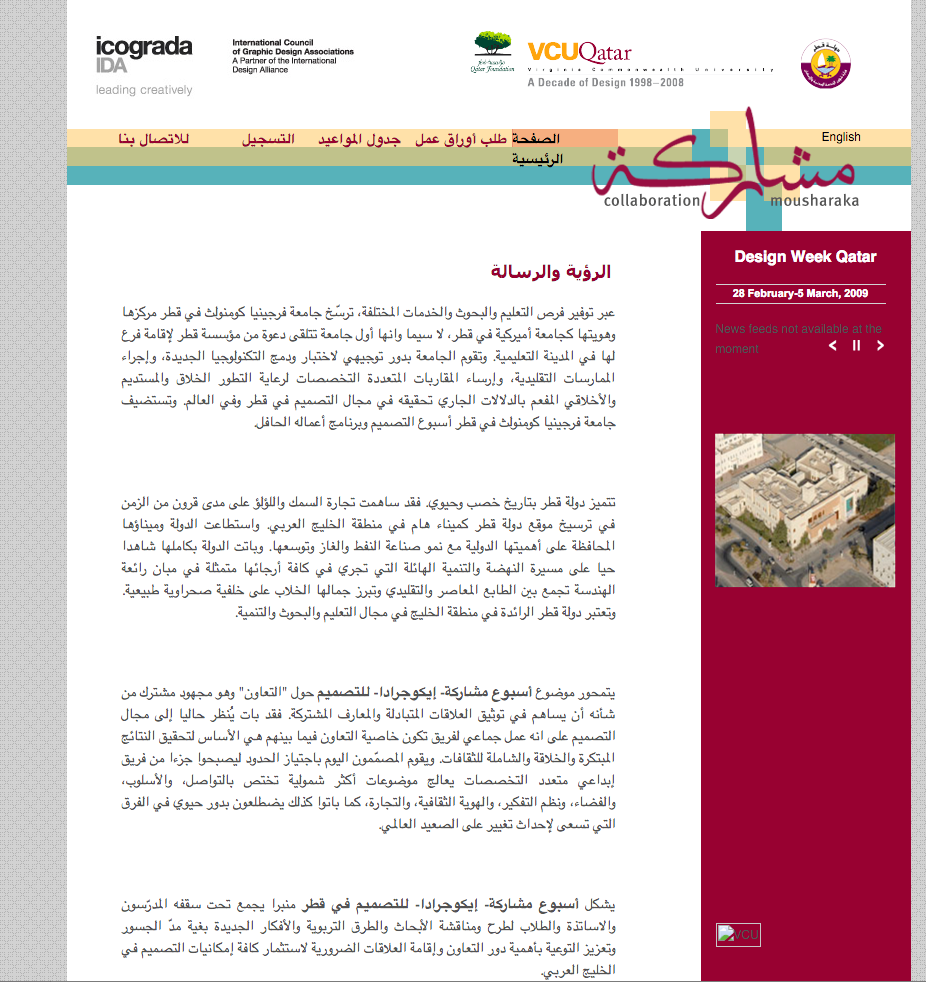 icograda
IDA
leading creatively
International Council
of Graphic Design Associations
A Partner of the International
Design Alliance
مؤسسة قطر
Qatar Foundation
VCUQatar
Virginia Commonwealth University
A Decade of Design 1998–2008
دولة قطر
English
الصفحة الرئيسية
طلب أوراق عمل
جدول المواعيد
التسجيل
للاتصال بنا
مشاركة
collaboration mousharaka
الرؤية والرسالة
عبر توفير فرص التعليم والبحوث والخدمات المختلفة، ترسّخ جامعة فرجينيا كومنولث في قطر مركزها
وهويتها كجامعة أميركية في قطر، لا سيما وانها أول جامعة تتلقى دعوة من مؤسسة قطر لإقامة فرع
لها في المدينة التعليمية. وتقوم الجامعة بدور توجيهي لاختبار ودمج التكنولوجيا الجديدة، وإجراء
الممارسات التقليدية، وإرساء المقاربات المتعددة التخصصات لرعاية التطور الخلاق والمستديم
والأخلاقي المفعم بالدلالات الجاري تحقيقه في مجال التصميم في قطر وفي العالم. وتستضيف
جامعة فرجينيا كومنولث في قطر أسبوع التصميم وبرنامج أعماله الحافل.
تتميز دولة قطر بتاريخ خصب وحيوي. فقد ساهمت تجارة السمك واللؤلؤ على مدى قرون من الزمن
في ترسيخ موقع دولة قطر كميناء هام في منطقة الخليج العربي. واستطاعت الدولة وميناؤها
المحافظة على أهميتها الدولية مع نمو صناعة النفط والغاز وتوسعها. وباتت الدولة بكاملها شاهدا
حيا على مسيرة النهضة والتنمية الهائلة التي تجري في كافة أرجائها متمثلة في مبان رائعة
الهندسة تجمع بين الطابع المعاصر والتقليدي وتبرز جمالها الخلاب على خلفية صحراوية طبيعية.
وتعتبر دولة قطر الرائدة في منطقة الخليج في مجال التعليم والبحوث والتنمية.
يتمحور موضوع أسبوع مشاركة- إيكوجرادا- للتصميم حول "التعاون" وهو مجهود مشترك من
شأنه أن يساهم في توثيق العلاقات المتبادلة والمعارف المشتركة. فقد بات يُنظر حاليا إلى مجال
التصميم على انه عمل جماعي لفريق تكون خاصية التعاون فيما بينهم هي الأساس لتحقيق النتائج
المبتكرة والخلاقة والشاملة للثقافات. ويقوم المصمّمون اليوم باجتياز الحدود ليصبحوا جزءا من فريق
إبداعي متعدد التخصصات يعالج موضوعات أكثر شمولية تختص بالتواصل، والأسلوب،
والفضاء، ونظم التفكير، والهوية الثقافية، والتجارة، كما باتوا كذلك يضطلعون بدور حيوي في الفرق
التي تسعى لإحداث تغيير على الصعيد العالمي.
يشكل أسبوع مشاركة- إيكوجرادا- للتصميم في قطر منبرا يجمع تحت سقفه المدرّسون
والاساتذة والطلاب لطرح ومناقشة الأبحاث والطرق التربوية والأفكار الجديدة بغية مدّ الجسور
وتعزيز التوعية بأهمية دور التعاون وإقامة العلاقات الضرورية لاستثمار كافة إمكانيات التصميم في
الخليج العربي.
Design Week Qatar
28 February-5 March, 2009
News feeds not available at the
moment
VCU